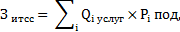 З итсс = ∑i Qi услуг × Pi под,